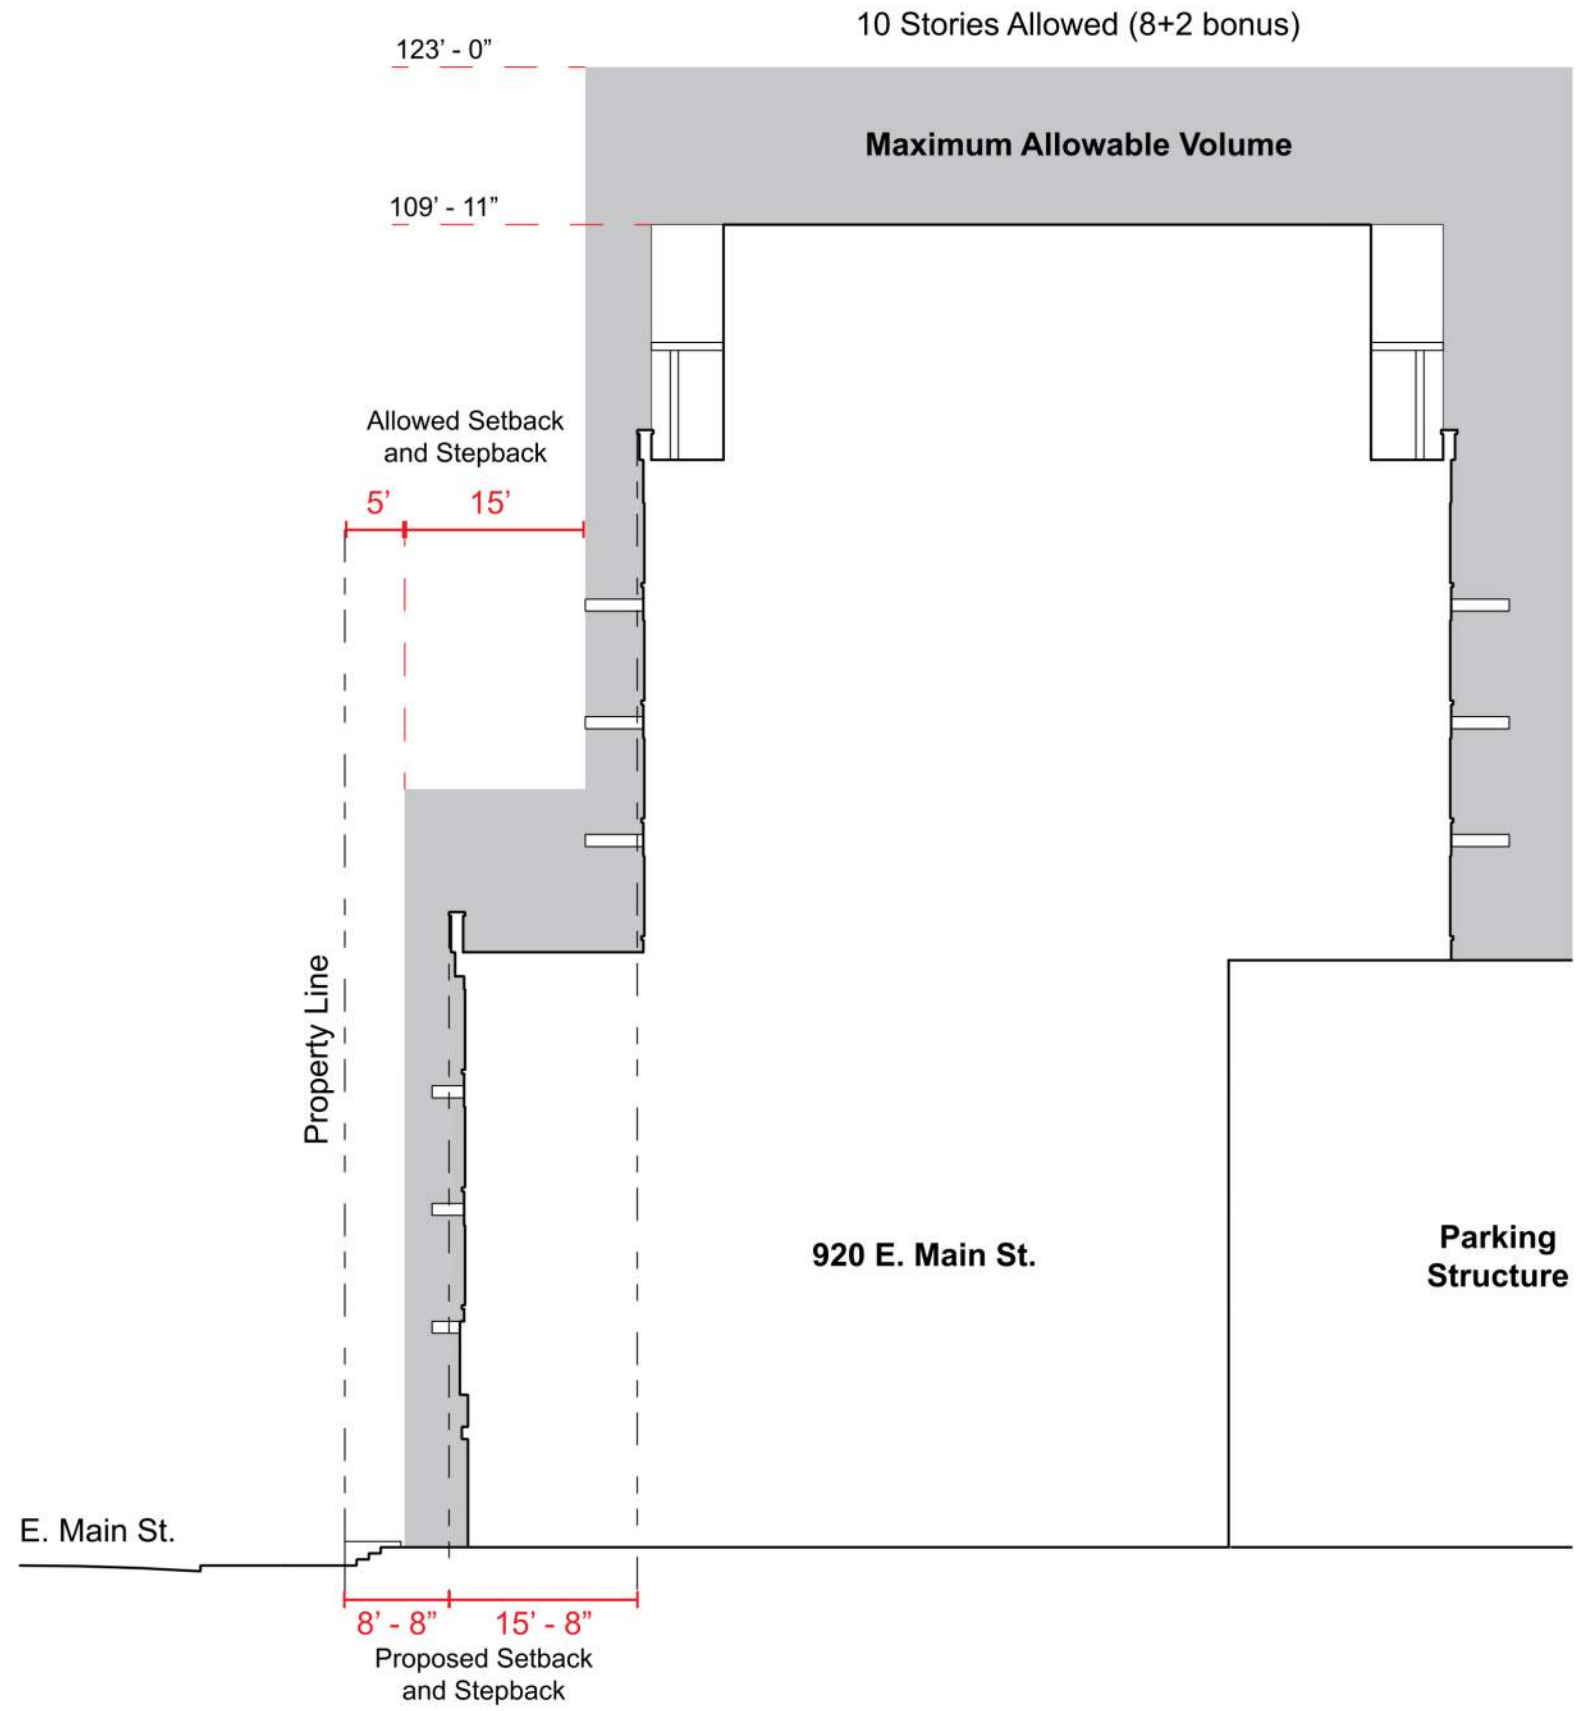 10 Stories Allowed (8+2 bonus)
123’ - 0”
Maximum Allowable Volume
109’ - 11”
Allowed Setback
and Stepback
5’
15’
Property Line
920 E. Main St.
Parking
Structure
E. Main St.
8’ - 8”
15’ - 8”
Proposed Setback
and Stepback